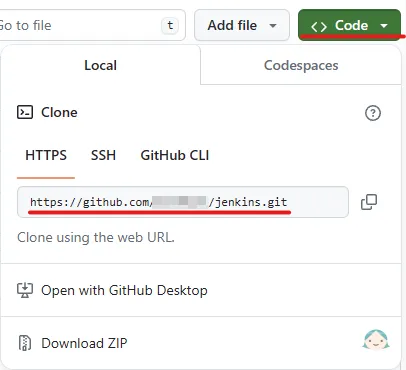 Go to file t Add file <> Code
Local Codespaces
Clone
HTTPS SSH GitHub CLI
https://github.com/ /jenkins.git
Clone using the web URL.
Open with GitHub Desktop
Download ZIP